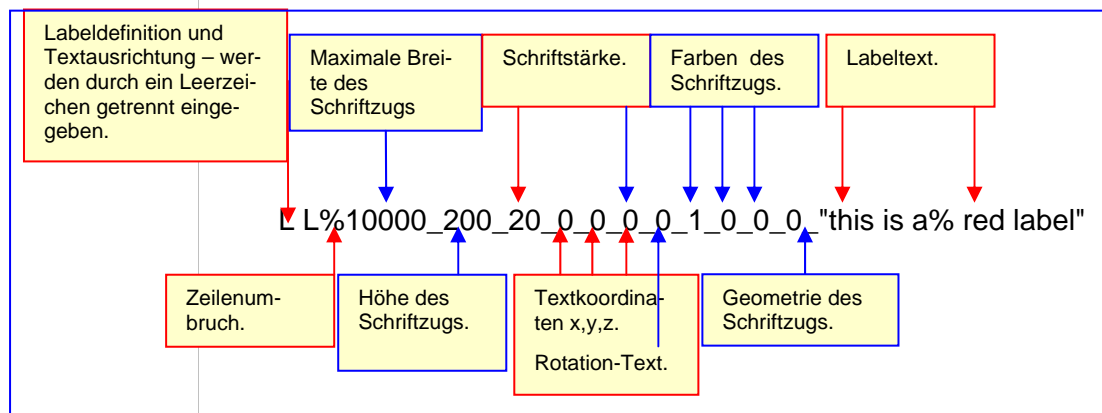 Labeldefinition und
Textausrichtung – wer-
den durch ein Leerzei-
chen getrennt einge-
geben.
Maximale Brei-
te des
Schriftzugs
Schriftstärke.
Farben des
Schriftzugs.
Labeltext.
L L%10000_200_20_0_0_0_0_1_0_0_0_"this is a% red label"
Zeilenum-
bruch.
Höhe des
Schriftzugs.
Textkoordina-
ten x,y,z.
Rotation-Text.
Geometrie des
Schriftzugs.